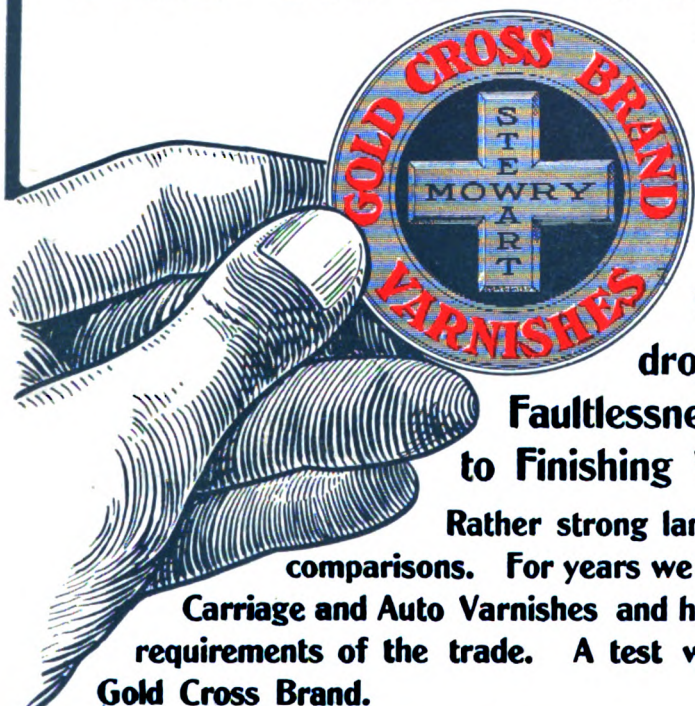 GOLD CROSS BRAND
STEWART
MOWRY
VARNISHES
Faultlessne
to Finishing
Rather strong
comparisons. For years we
Carriage and Auto Varnishes and
requirements of the trade. A test
Gold Cross Brand.